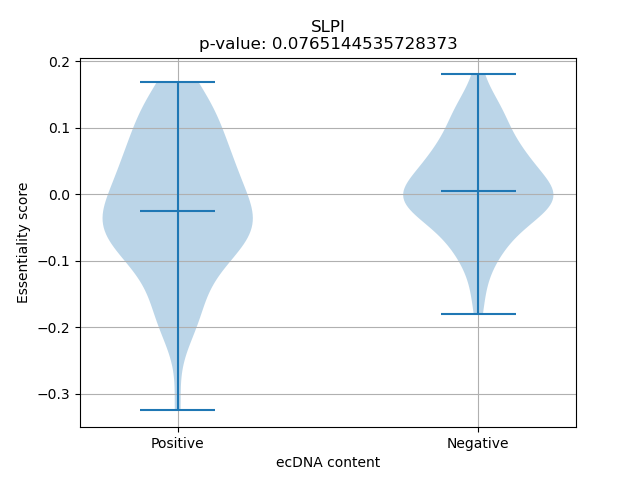 SLPI
p-value: 0.0765144535728373
Essentiality score
0.2
0.1
0.0
−0.1
−0.2
−0.3
Positive
Negative
ecDNA content